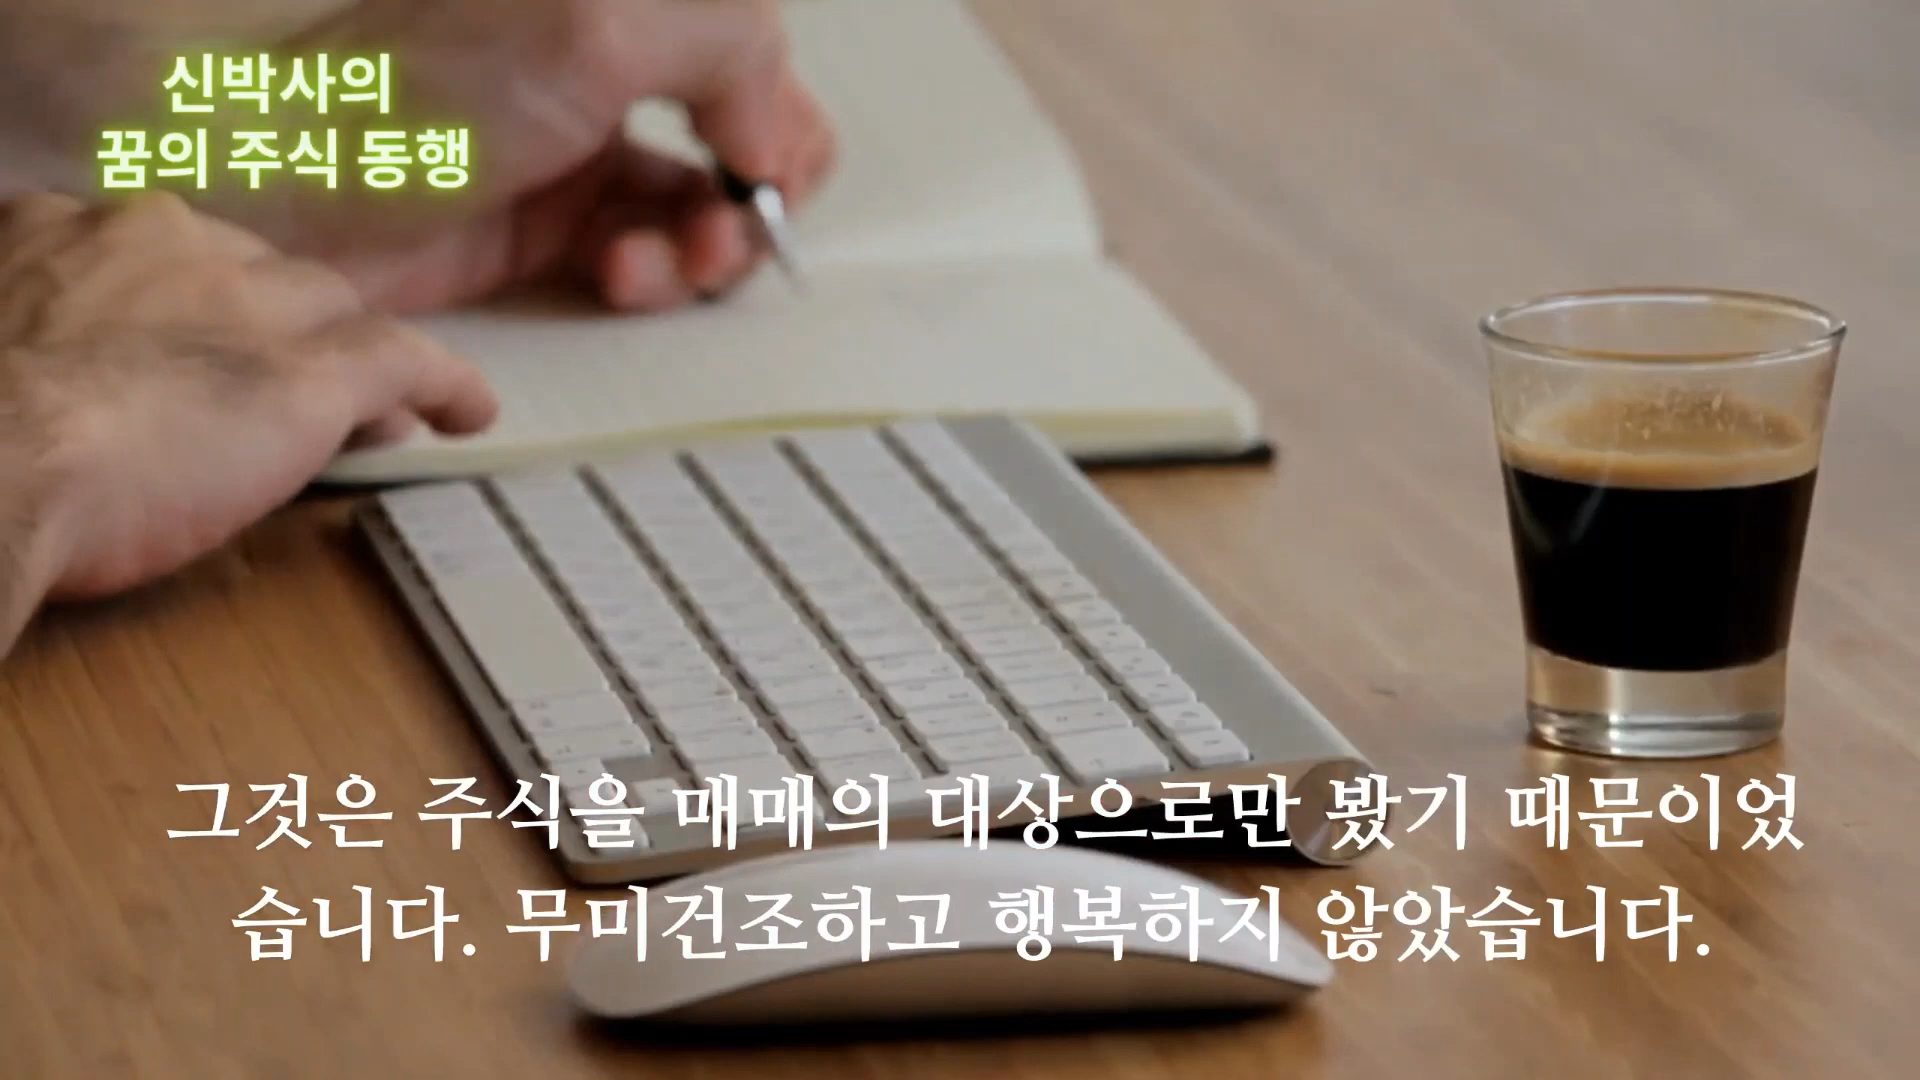 신박사의
꿈의 주식 동행
그것은 주식을 매매의 대상으로만 봤기 때문이었
습니다. 무미건조하고 행복하지 않았습니다.